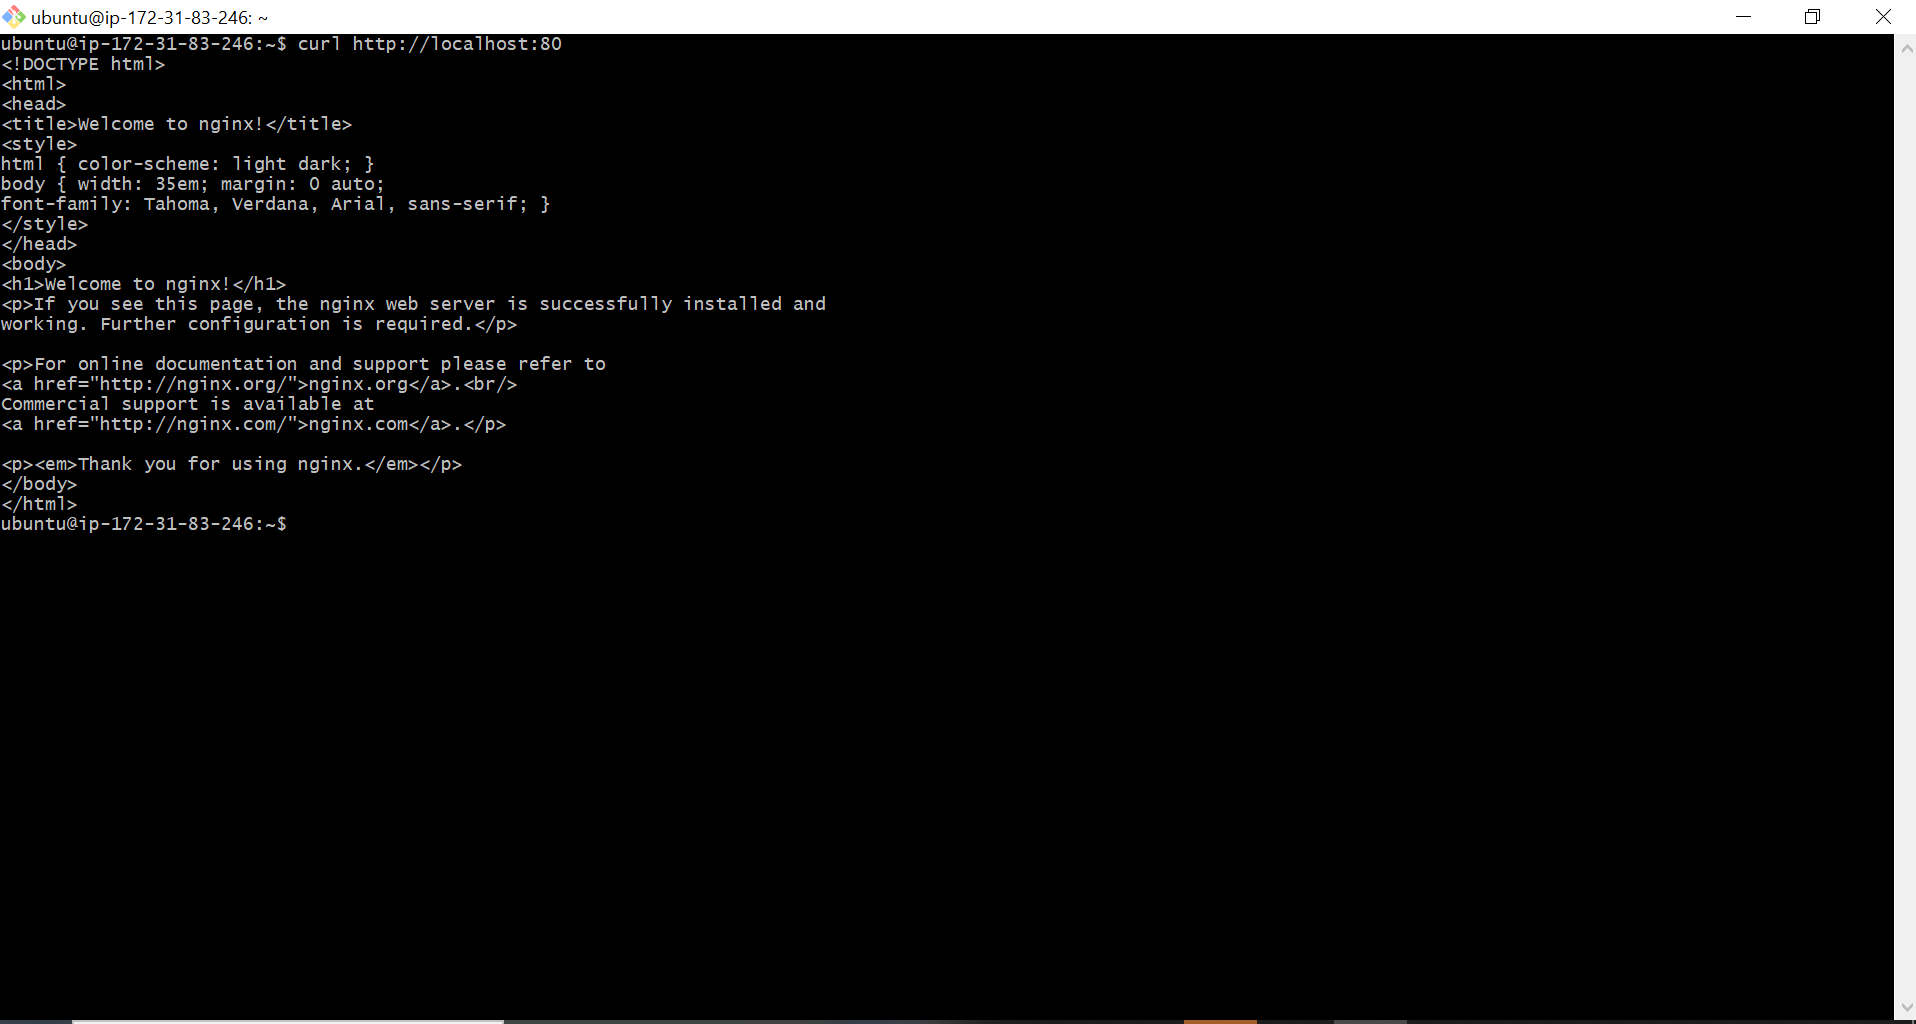 ubuntu@ip-172-31-83-246: ~
ubuntu@ip-172-31-83-246:~$ curl http://localhost:80
<!DOCTYPE html>
<html>
<head>
<title>Welcome to nginx!</title>
<style>
html { color-scheme: light dark; }
body { width: 35em; margin: 0 auto;
font-family: Tahoma, Verdana, Arial, sans-serif; }
</style>
</head>
<body>
<h1>Welcome to nginx!</h1>
<p>If you see this page, the nginx web server is successfully installed and
working. Further configuration is required.</p>

<p>For online documentation and support please refer to
<a href="http://nginx.org/">nginx.org</a>.<br/>
Commercial support is available at
<a href="http://nginx.com/">nginx.com</a>.</p>

<p><em>Thank you for using nginx.</em></p>
</body>
</html>
ubuntu@ip-172-31-83-246:~$